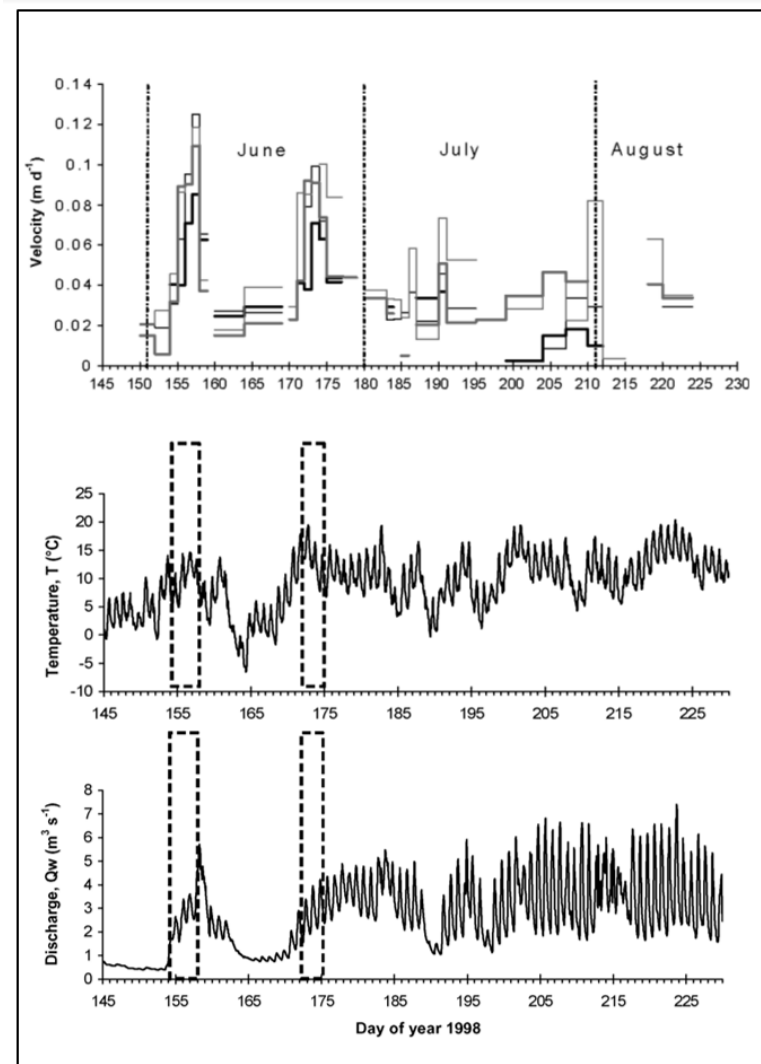 0.14
0.12
0.1
0.08
0.06
0.04
0.02
0
Velocity (m d⁻¹)
June
July
August
145 150 155 160 165 170 175 180 185 190 195 200 205 210 215 220 225 230
25
20
15
10
5
0
-5
-10
Temperature, T (°C)
145 155 165 175 185 195 205 215 225
8
7
6
5
4
3
2
1
0
Discharge, Qw (m³ s⁻¹)
145 155 165 175 185 195 205 215 225
Day of year 1998